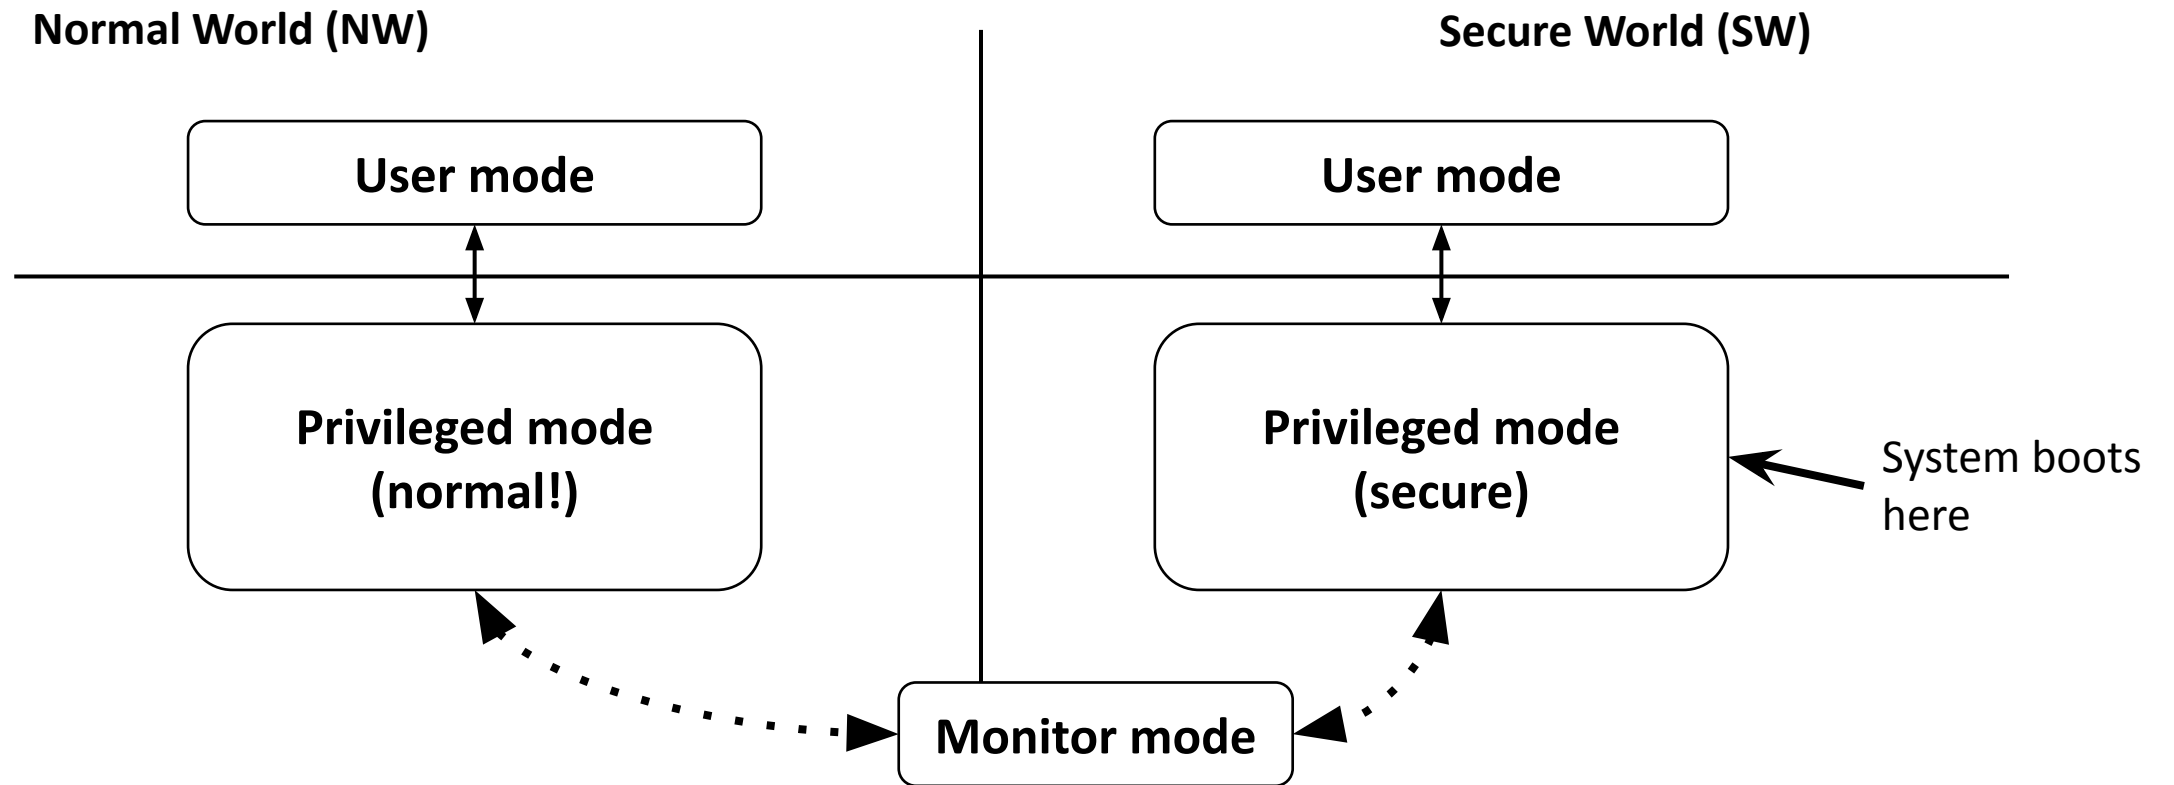 Normal World (NW)
Secure World (SW)
User mode
User mode
Privileged mode
(normal!)
Privileged mode
(secure)
System boots
here
Monitor mode